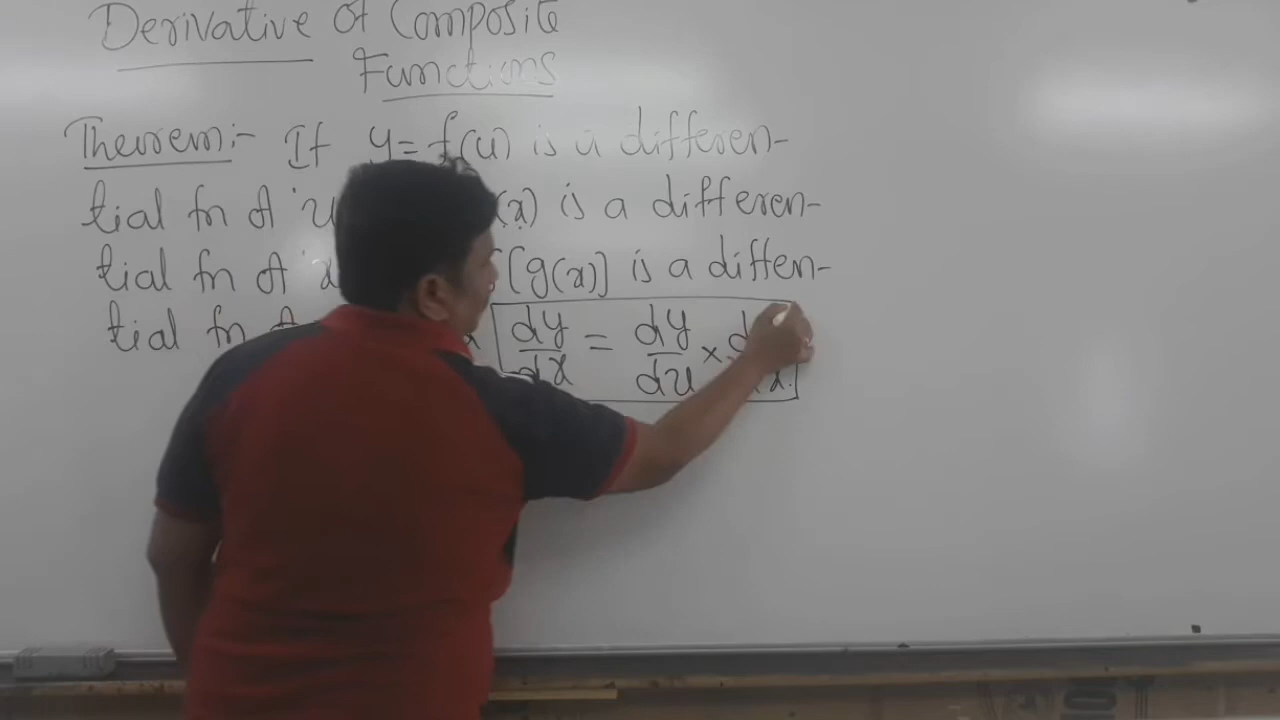 Derivative of Composite
Functions
Theorem:- If y= f(u) is a differen-
tial fn of 'u (x) is a differen-
tial fn of 'x [g(x)] is a differen-
tial fn of x dy/dx = dy/du ×